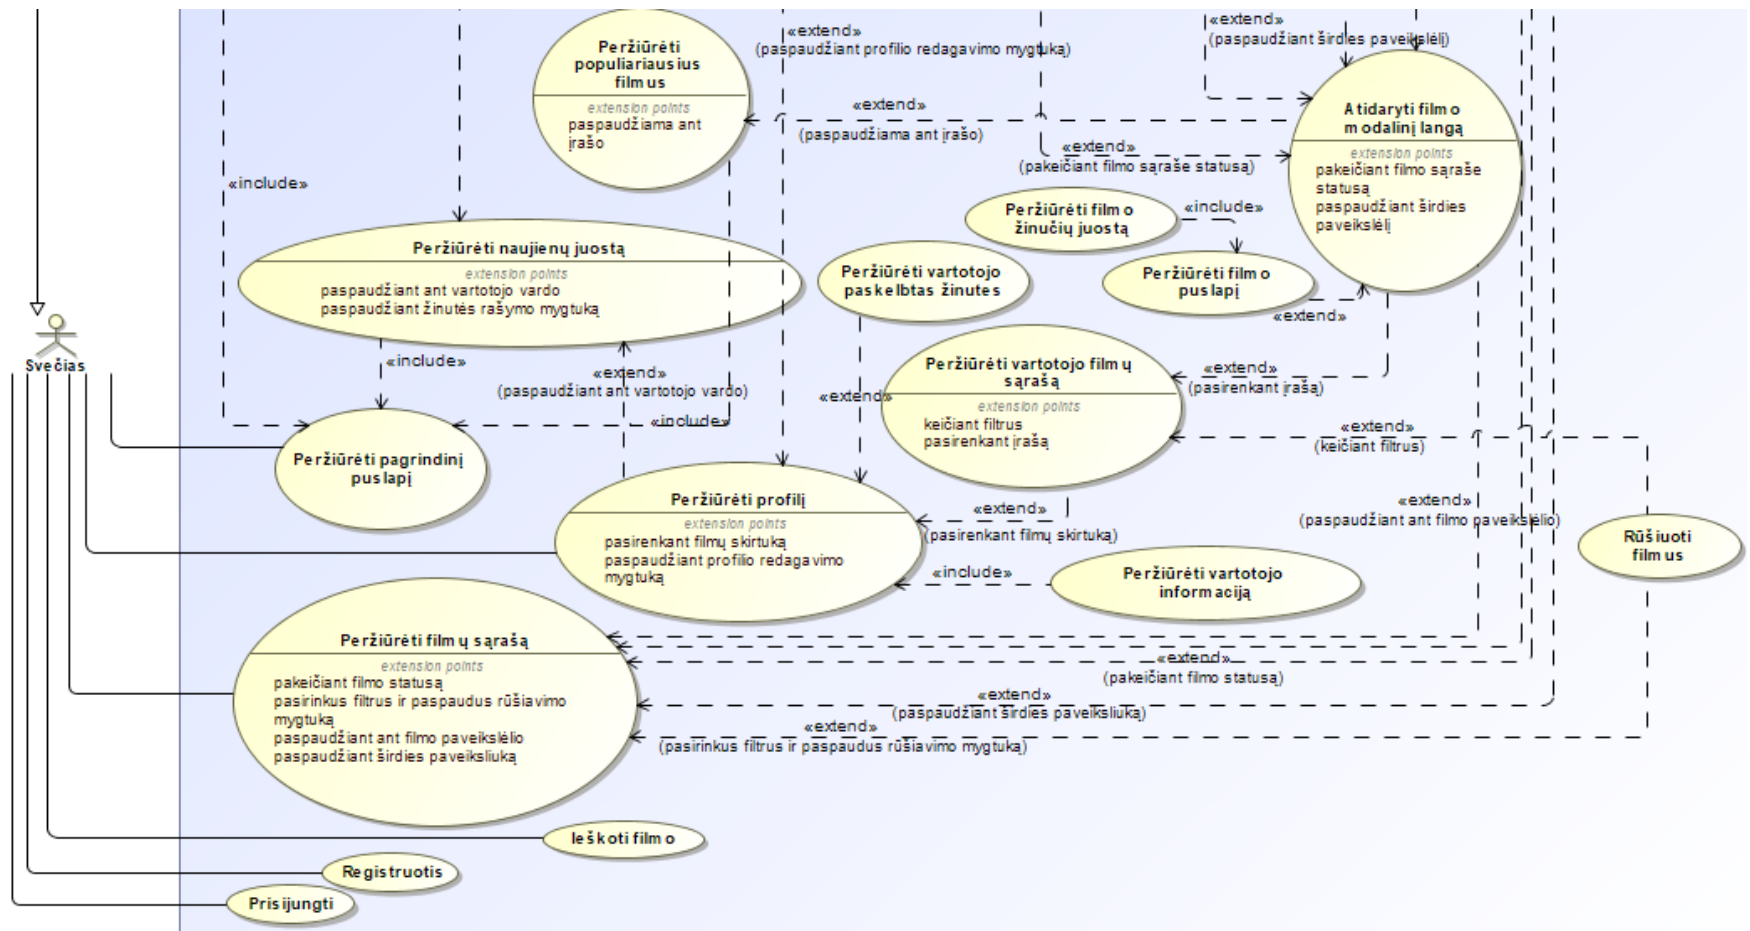 «extend»
(paspaudžiant profilio redagavimo mygtuką)
«extend»
(paspaudžiant širdies paveikslėlį)
Peržiūrėti
populiariausius
filmus
extension points
paspaudžiama ant
įrašo
«extend»
(paspaudžiama ant įrašo)
Atidaryti filmo
modalinį langą
extension points
pakeičiant filmo sąraše
statusą
paspaudžiant širdies
paveikslėlį
«extend»
(pakeičiant filmo sąraše statusą)
«include»
Peržiūrėti filmo
žinučių juostą
«include»
Peržiūrėti naujienų juostą
extension points
paspaudžiant ant vartotojo vardo
paspaudžiant žinutės rašymo mygtuką
Peržiūrėti vartotojo
paskelbtas žinutes
Peržiūrėti filmo
puslapį
«extend»
Svečias
«include»
«extend»
(paspaudžiant ant vartotojo vardo)
Peržiūrėti vartotojo filmų
sąrašą
extension points
keičiant filtrus
pasirenkant įrašą
«extend»
(pasirenkant įrašą)
«extend»
«include»
«extend»
(keičiant filtrus)
Peržiūrėti pagrindinį
puslapį
Peržiūrėti profilį
extension points
pasirenkant filmų skirtuką
paspaudžiant profilio redagavimo
mygtuką
«extend»
(pasirenkant filmų skirtuką)
«extend»
(paspaudžiant ant filmo paveikslėlio)
Rūšiuoti
filmus
«include»
Peržiūrėti vartotojo
informaciją
Peržiūrėti filmų sąrašą
extension points
pakeičiant filmo statusą
pasirinkus filtrus ir paspaudus rūšiavimo
mygtuką
paspaudžiant ant filmo paveikslėlio
paspaudžiant širdies paveiksliuką
«extend»
(pakeičiant filmo statusą)
«extend»
(paspaudžiant širdies paveiksliuką)
«extend»
(pasirinkus filtrus ir paspaudus rūšiavimo mygtuką)
Ieškoti filmo
Registruotis
Prisijungti